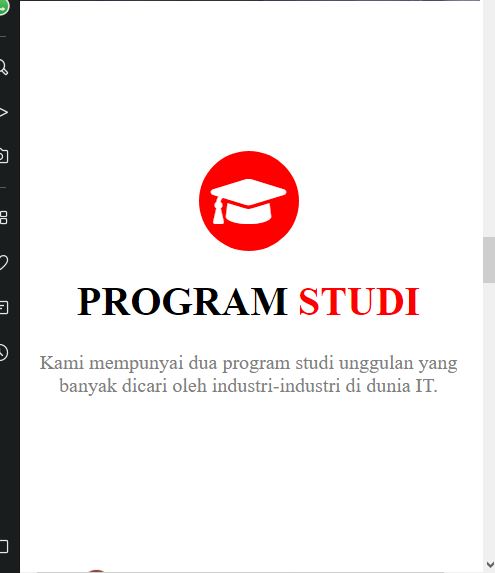 PROGRAM STUDI
Kami mempunyai dua program studi unggulan yang
banyak dicari oleh industri-industri di dunia IT.